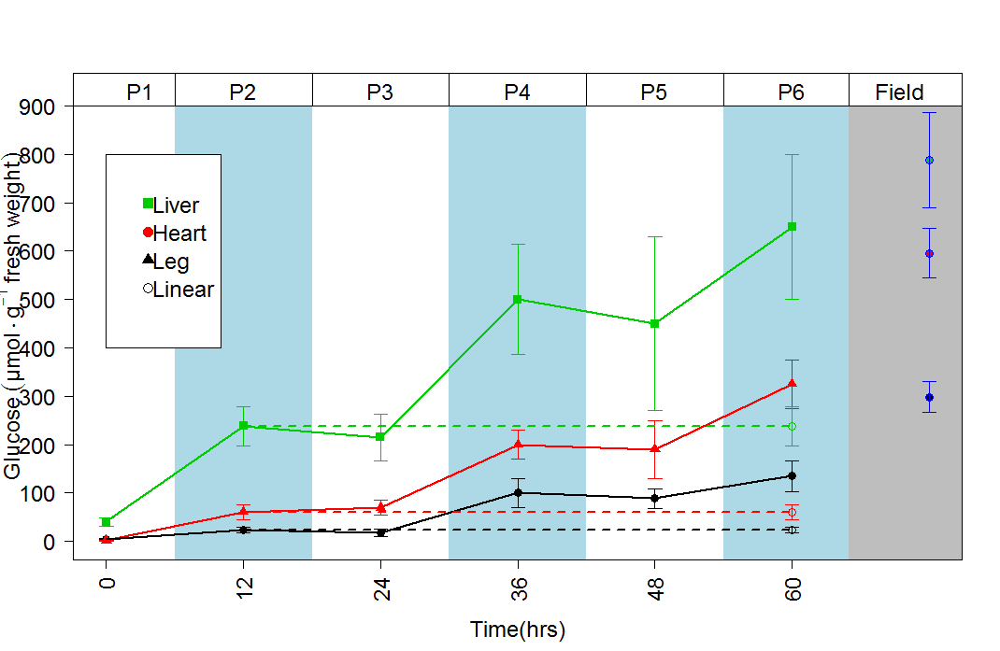 P1 P2 P3 P4 P5 P6 Field
900
800
700
600
500
400
300
200
100
0
Glucose (μmol · g⁻¹ fresh weight)
Liver
Heart
Leg
Linear
0 12 24 36 48 60
Time(hrs)